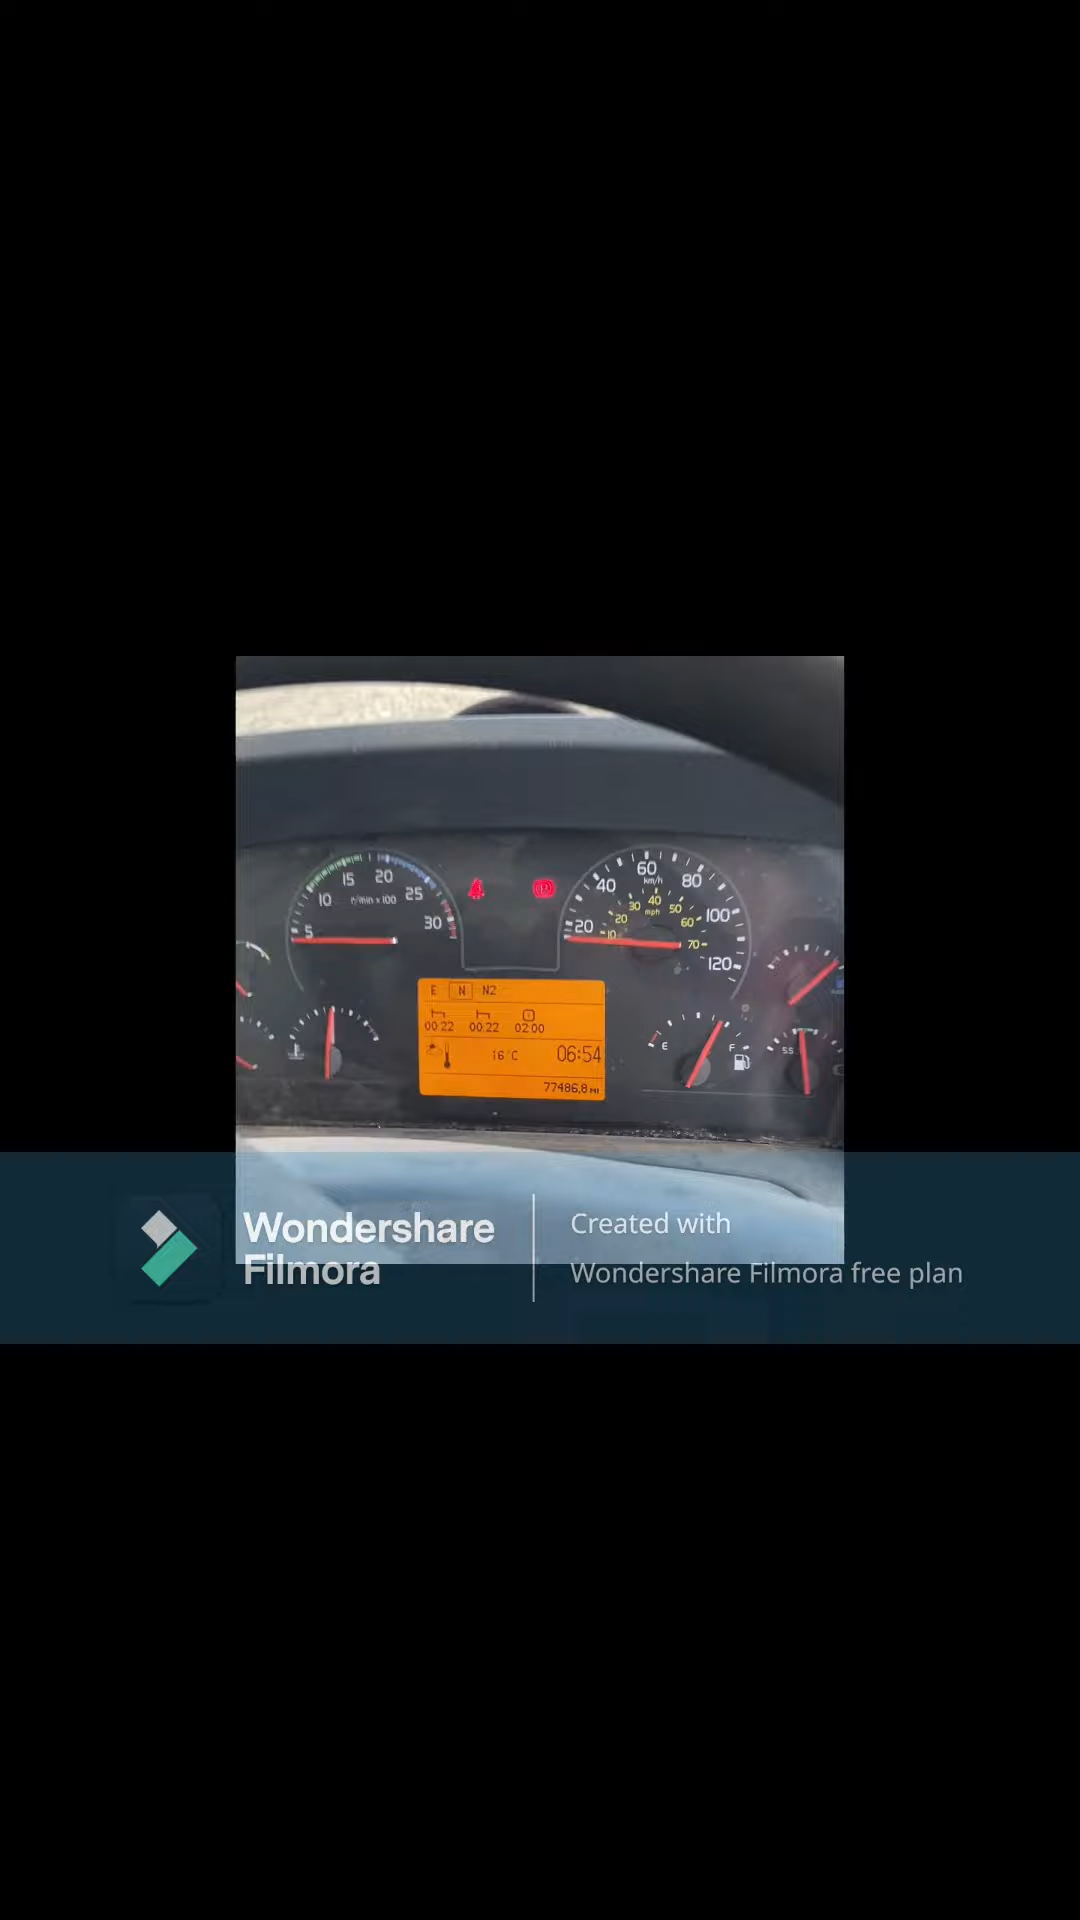 15
20
10
r/min x 100
25
5
30
60
km/h
40
80
30
40
50
mph
20
20
60
100
10
70
120
E N N2
00:22 00:22 02:00
16°C 06:54
77486.8 MI
E
F
Wondershare
Filmora
Created with
Wondershare Filmora free plan